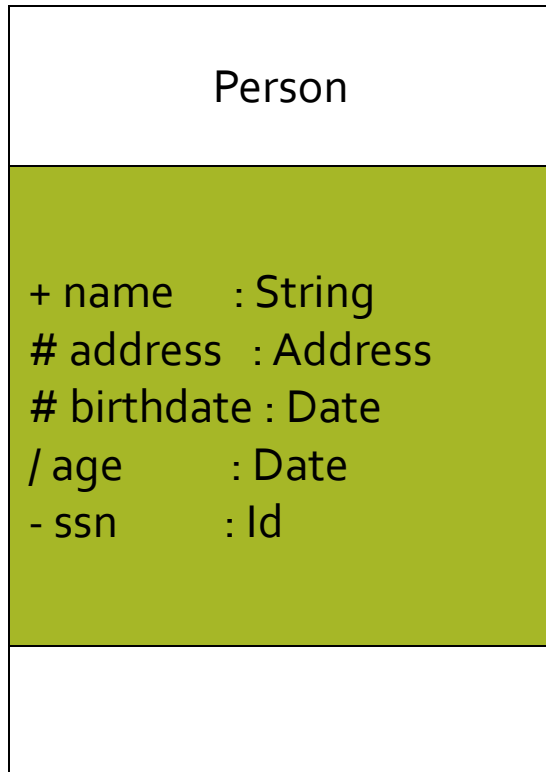 Person
+ name : String
# address : Address
# birthdate : Date
/ age : Date
- ssn : Id